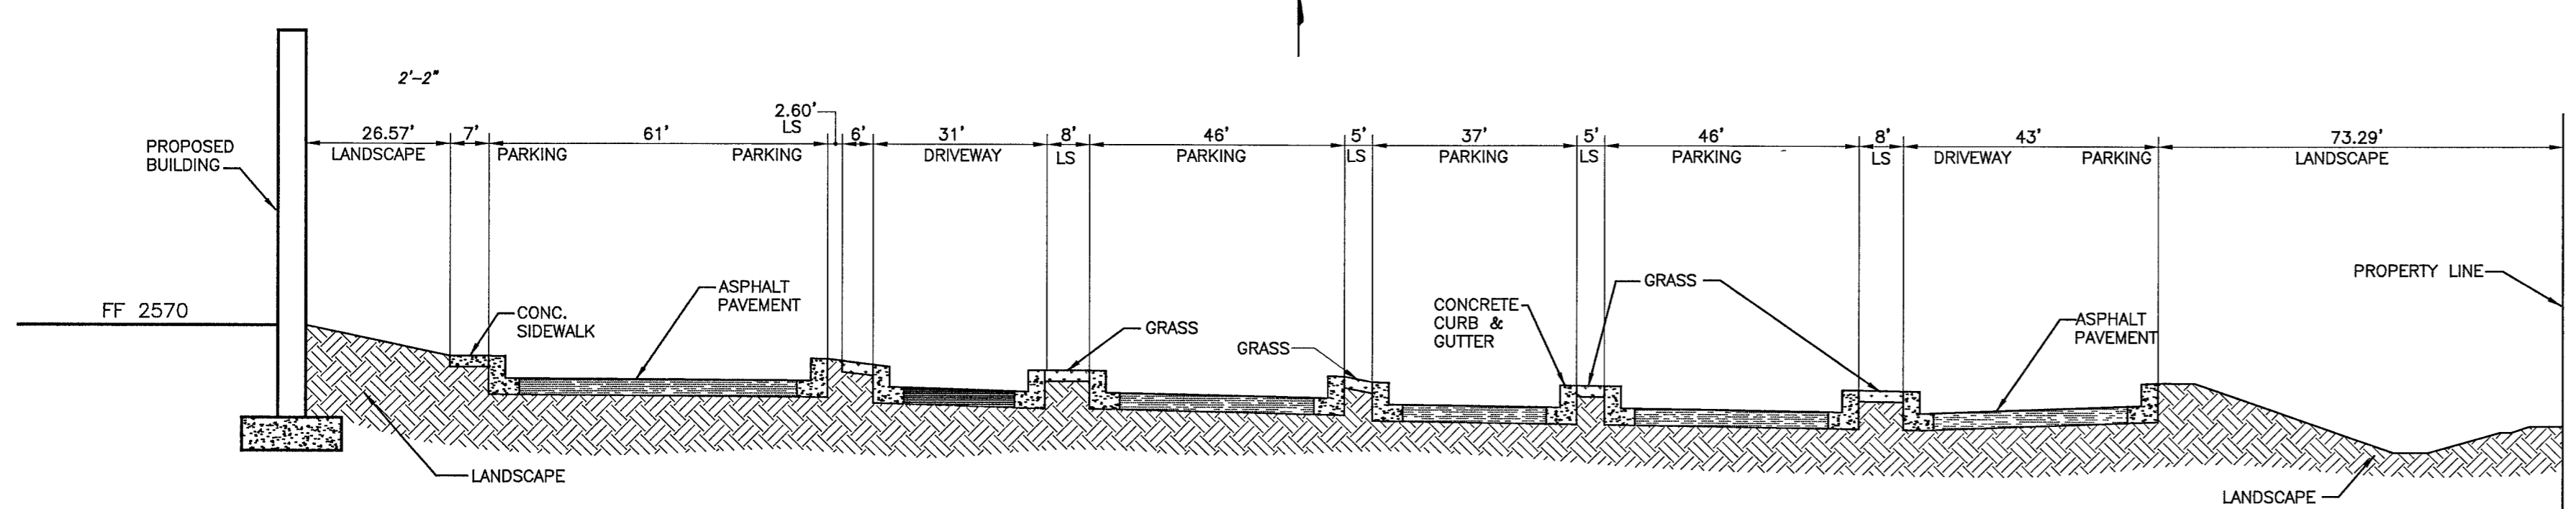 2'-2"
2.60'
LS
26.57'
7'
61'
6'
31'
8'
46'
5'
37'
5'
46'
8'
43'
73.29'
LANDSCAPE
PARKING
PARKING
DRIVEWAY
LS
PARKING
LS
PARKING
LS
PARKING
LS
DRIVEWAY
PARKING
LANDSCAPE
PROPOSED
BUILDING
FF 2570
CONC.
SIDEWALK
ASPHALT
PAVEMENT
GRASS
GRASS
CONCRETE
CURB &
GUTTER
GRASS
ASPHALT
PAVEMENT
PROPERTY LINE
LANDSCAPE
LANDSCAPE